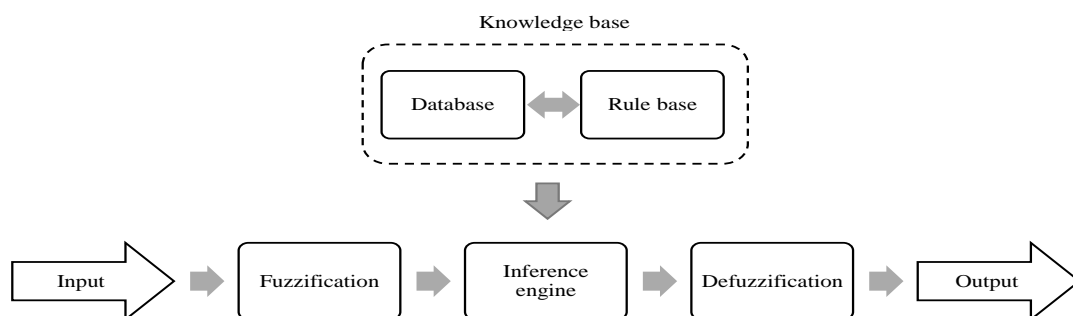 Knowledge base
Database
Rule base
Input
Fuzzification
Inference
engine
Defuzzification
Output